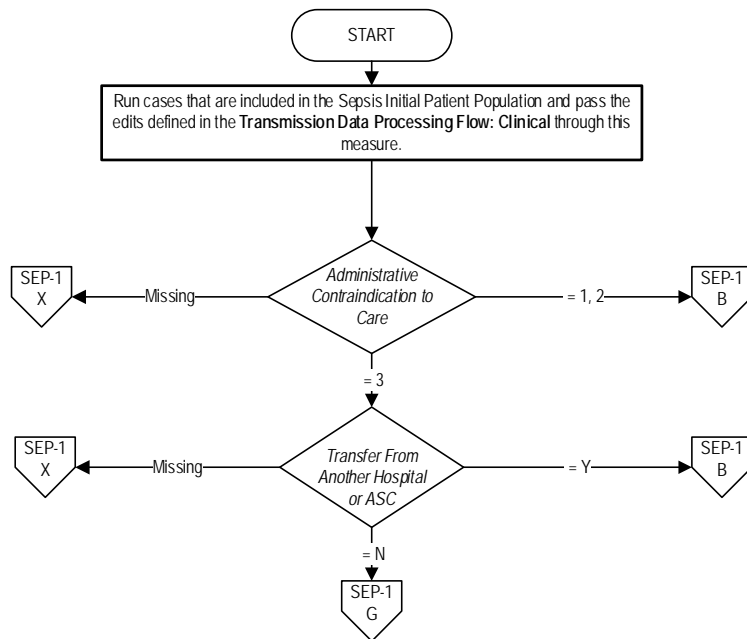 START
Run cases that are included in the Sepsis Initial Patient Population and pass the
edits defined in the Transmission Data Processing Flow: Clinical through this
measure.
SEP-1
X
Missing
Administrative
Contraindication to
Care
= 1, 2
SEP-1
B
= 3
SEP-1
X
Missing
Transfer From
Another Hospital
or ASC
= Y
SEP-1
B
= N
SEP-1
G